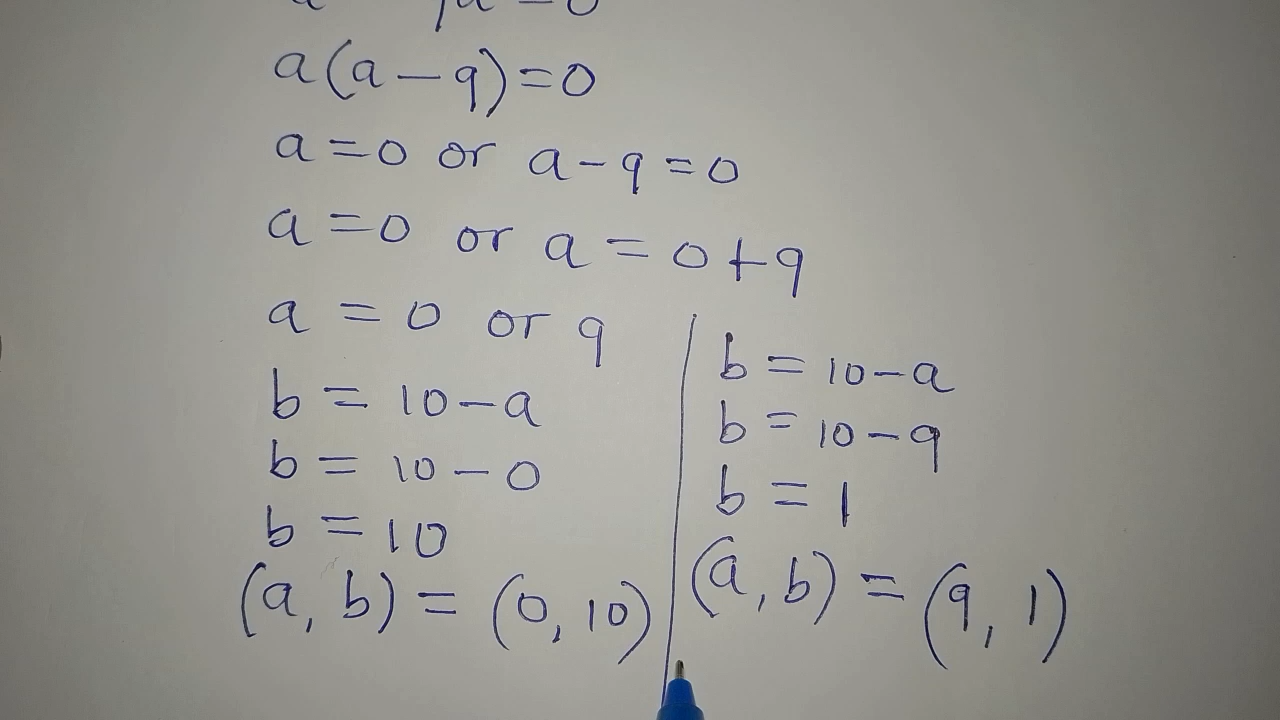 a(a-9)=0
a=0 or a-9=0
a=0 or a=0+9
a=0 or 9
b=10-a
b=10-0
b=10
(a,b)=(0,10)
b=10-a
b=10-9
b=1
(a,b)=(9,1)